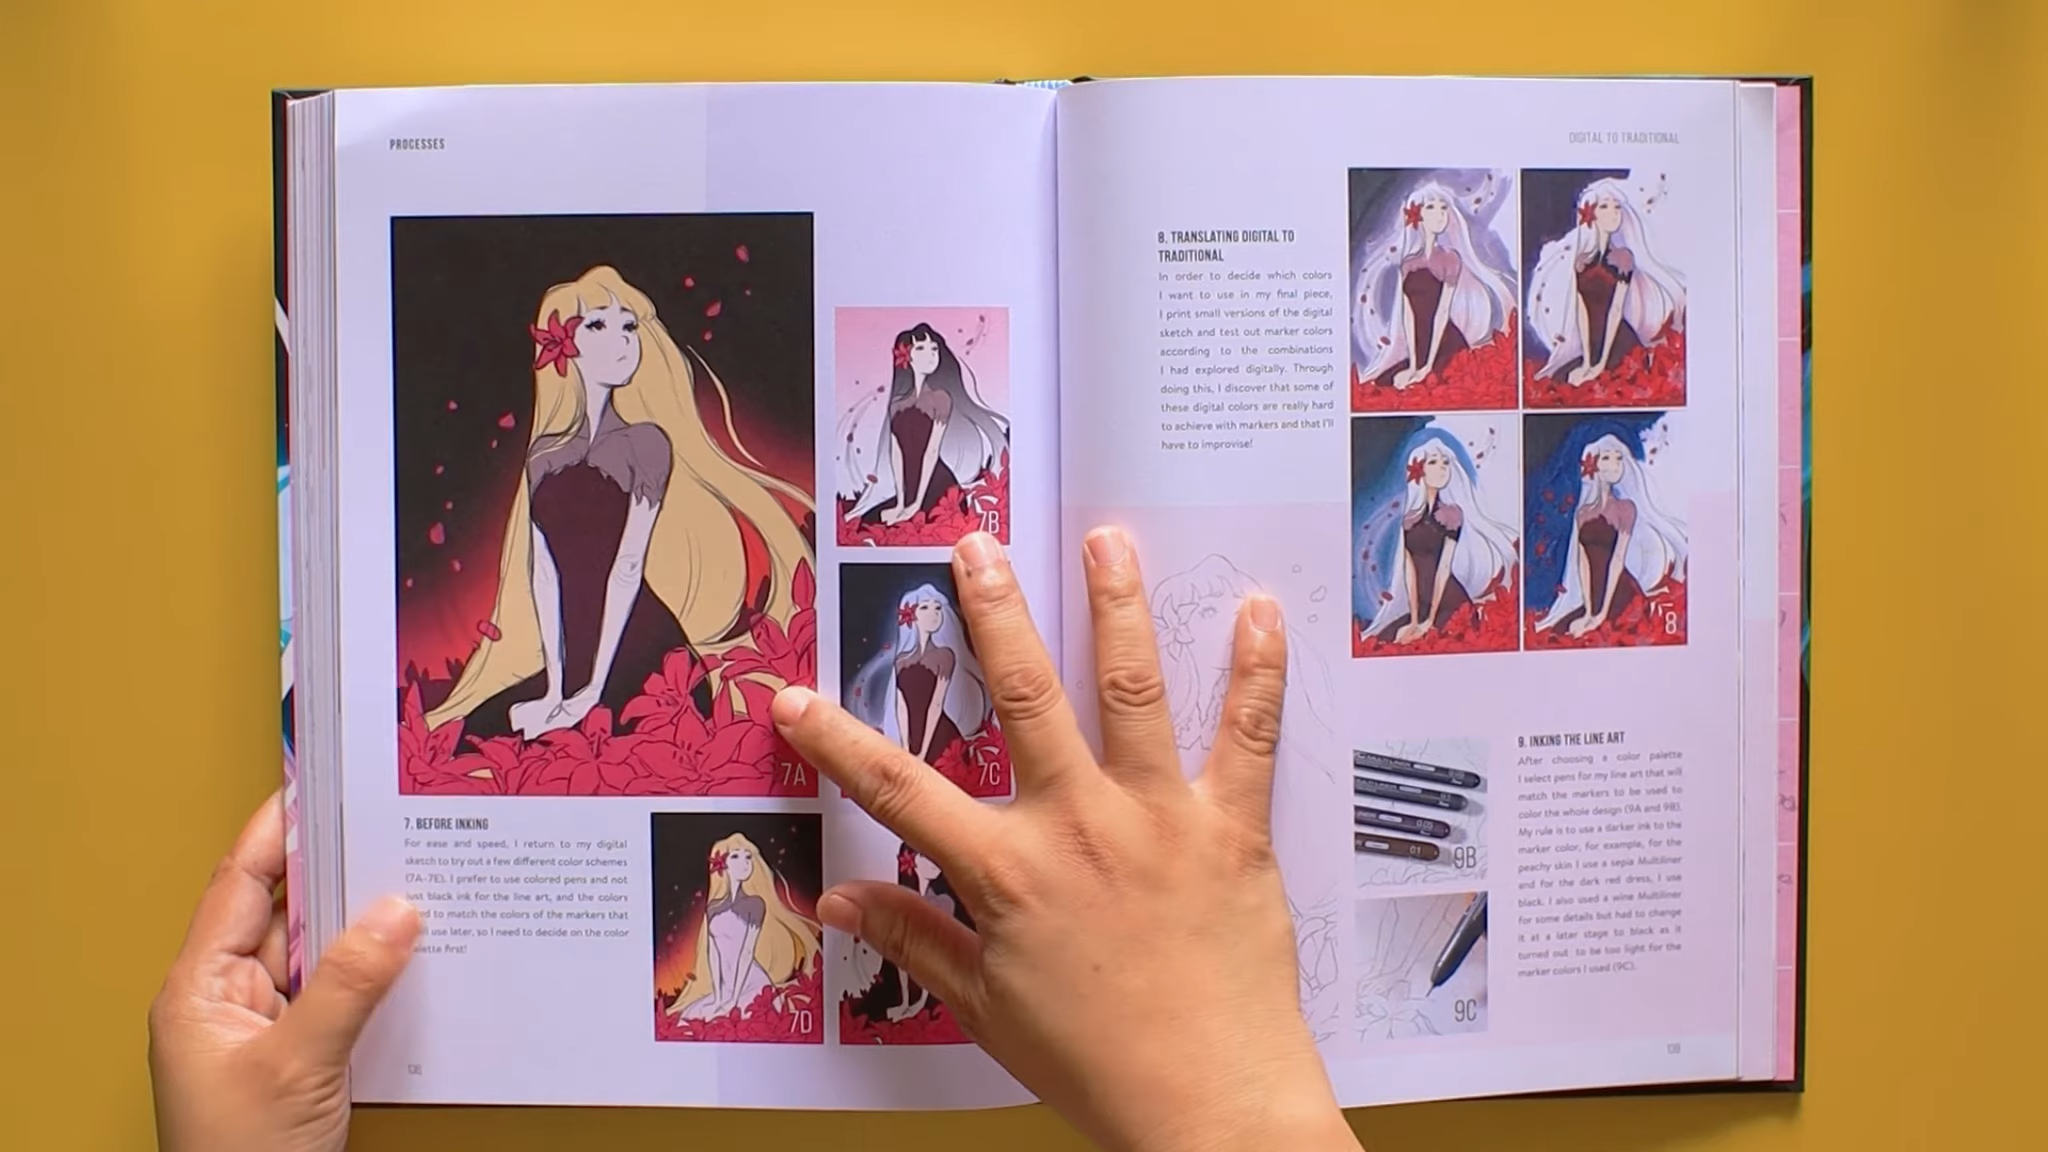 PROCESSES
7A
7B
7C
7. BEFORE INKING
For ease and speed, I return to my digital
sketch to try out a few different color schemes
(7A-7E). I prefer to use colored pens and not
just black ink for the line art, and the colors
to match the colors of the markers that
use later, so I need to decide on the color
first!
7D
DIGITAL TO TRADITIONAL
8. TRANSLATING DIGITAL TO
TRADITIONAL
In order to decide which colors
I want to use in my final piece,
I print small versions of the digital
sketch and test out marker colors
according to the combinations
I had explored digitally. Through
doing this, I discover that some of
these digital colors are really hard
to achieve with markers and that I'll
have to improvise!
8
9B
9C
9. INKING THE LINE ART
After choosing a color palette
I select pens for my line art that will
match the markers to be used to
color the whole design (9A and 9B).
My rule is to use a darker ink to the
marker color, for example, for the
peachy skin I use a sepia Multiliner
and for the dark red dress, I use
black. I also used a wine Multiliner
for some details but had to change
it at a later stage to black as it
turned out to be too light for the
marker colors I used (9C).
139